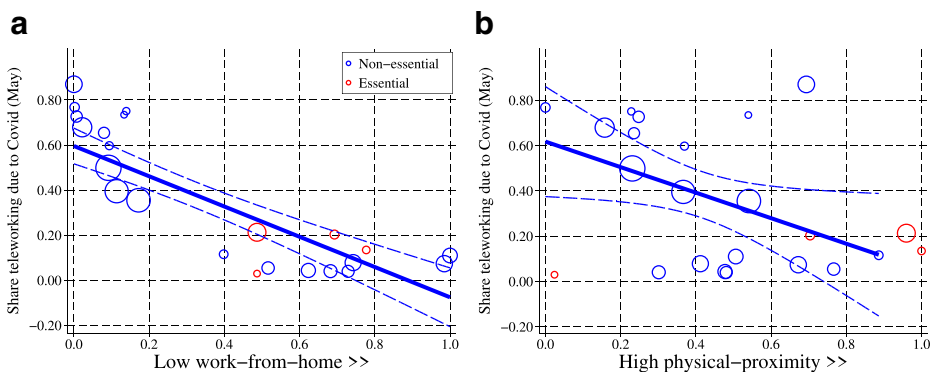 a
Share teleworking due to Covid (May)
0.80
0.60
0.40
0.20
0.00
−0.20
0.0 0.2 0.4 0.6 0.8 1.0
Low work−from−home >>
Non−essential
Essential
b
Share teleworking due to Covid (May)
0.80
0.60
0.40
0.20
0.00
−0.20
0.0 0.2 0.4 0.6 0.8 1.0
High physical−proximity >>